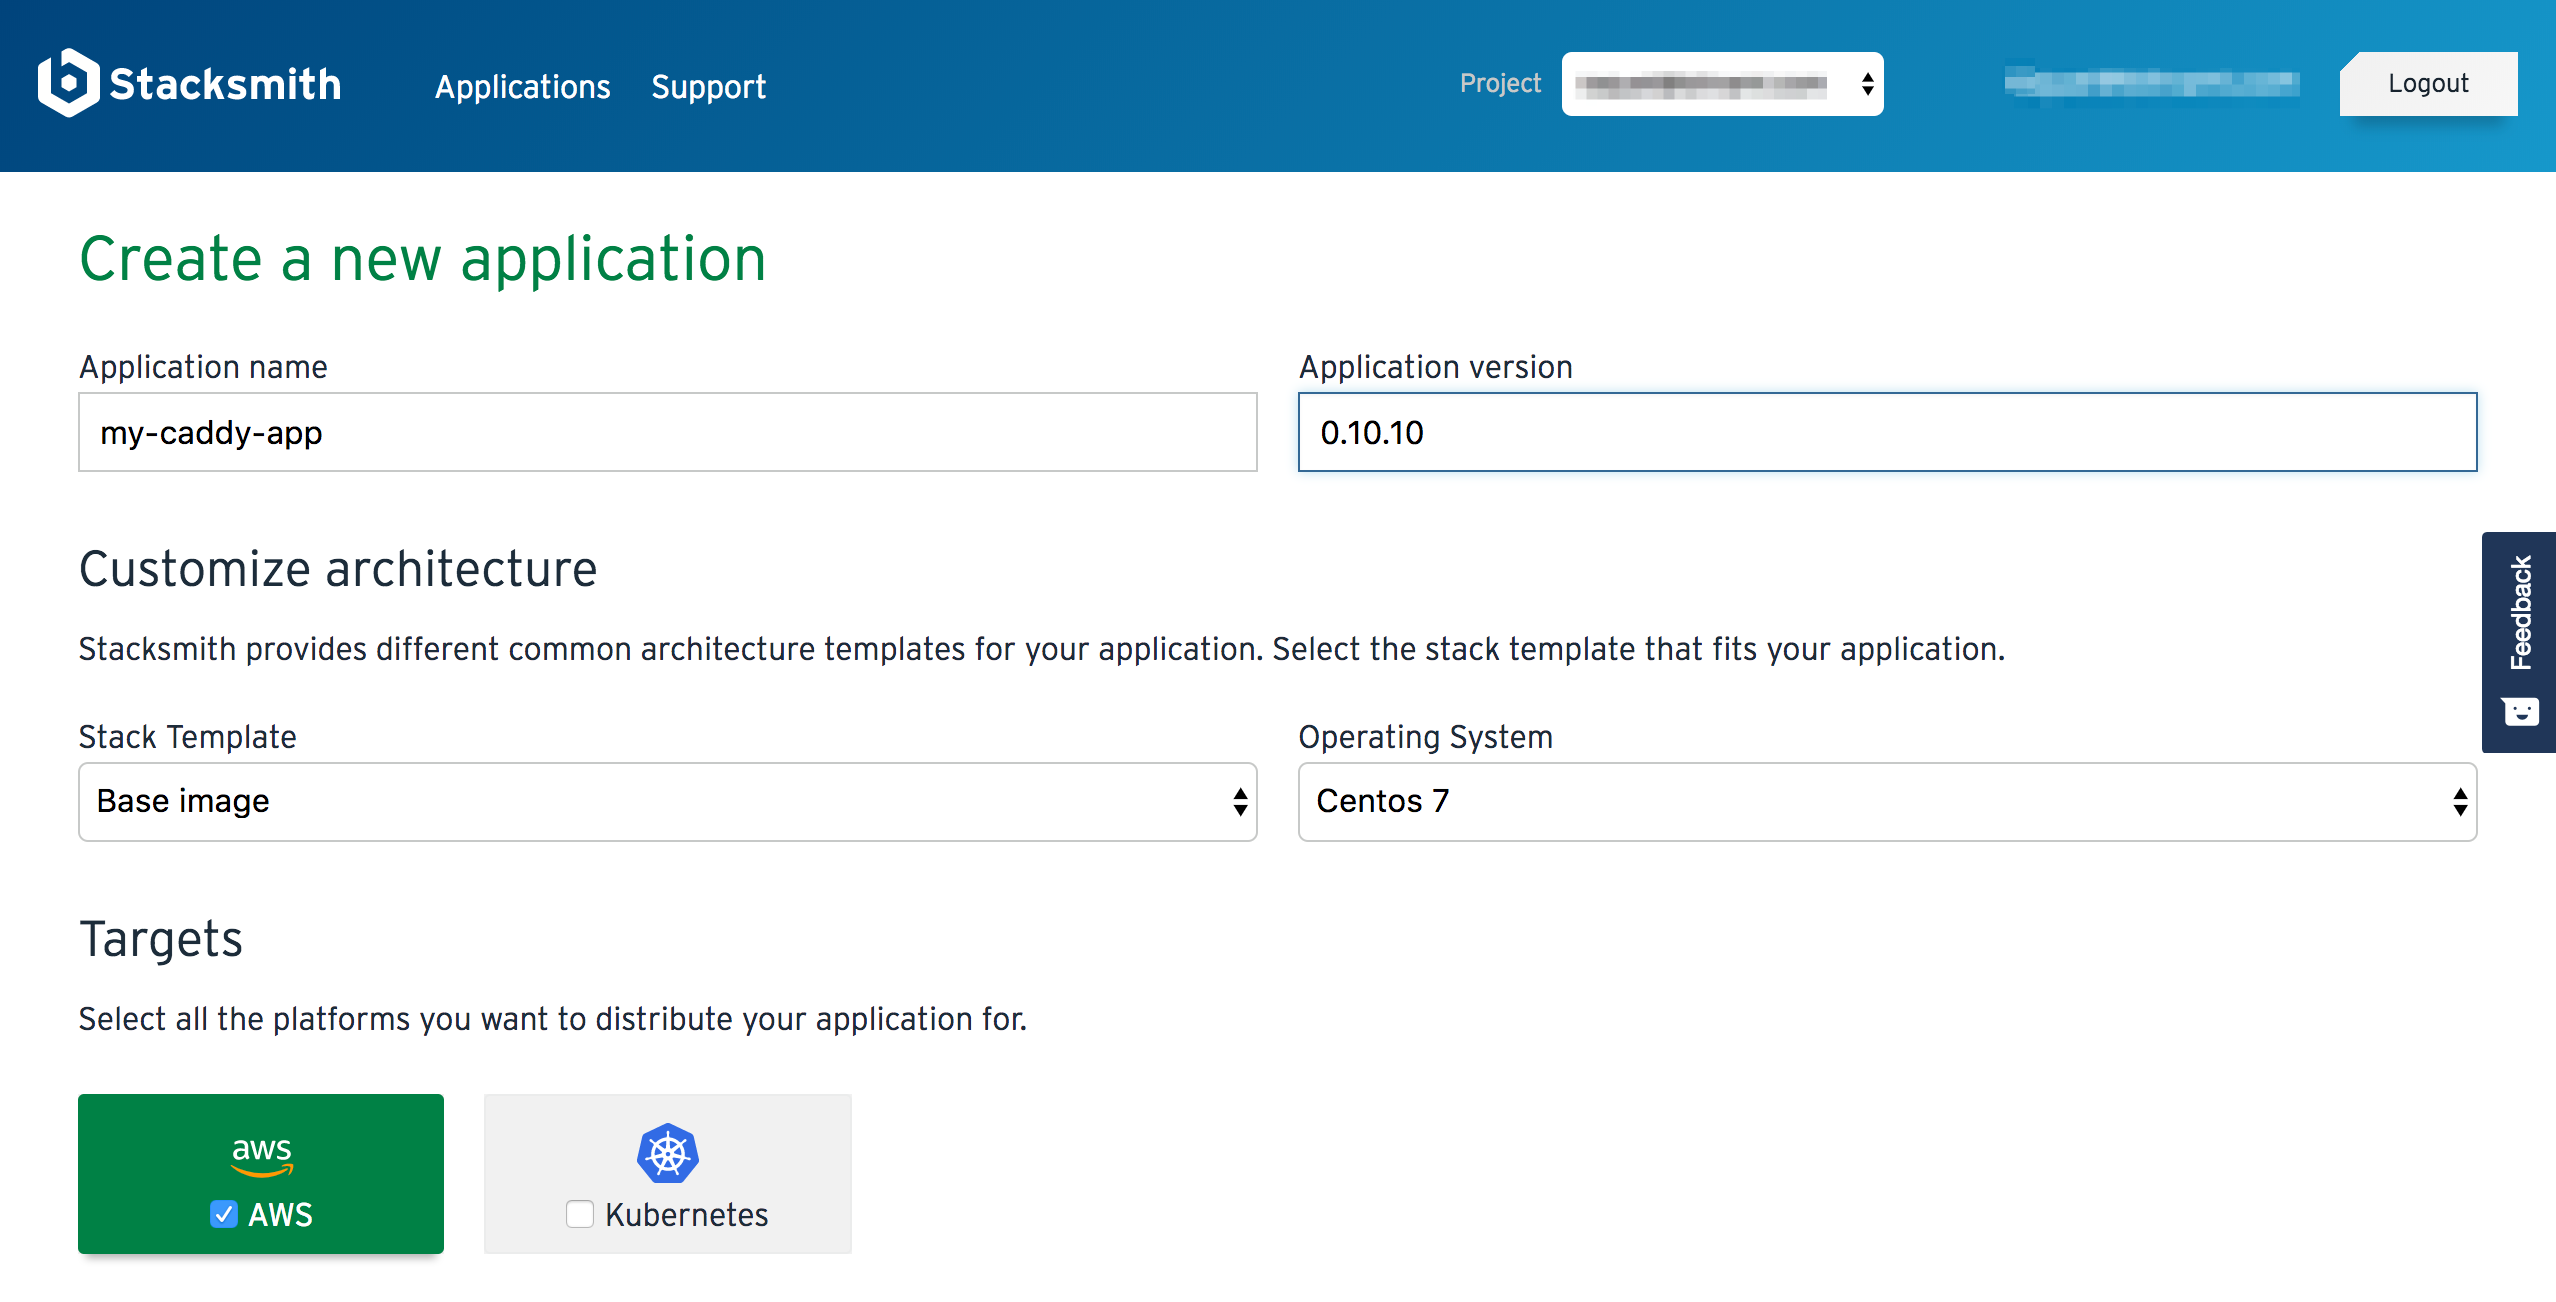 Stacksmith Applications Support Project Logout
Create a new application
Application name Application version
my-caddy-app 0.10.10
Customize architecture
Feedback
Stacksmith provides different common architecture templates for your application. Select the stack template that fits your application.
Stack Template Operating System
Base image Centos 7
Targets
Select all the platforms you want to distribute your application for.
aws
AWS Kubernetes